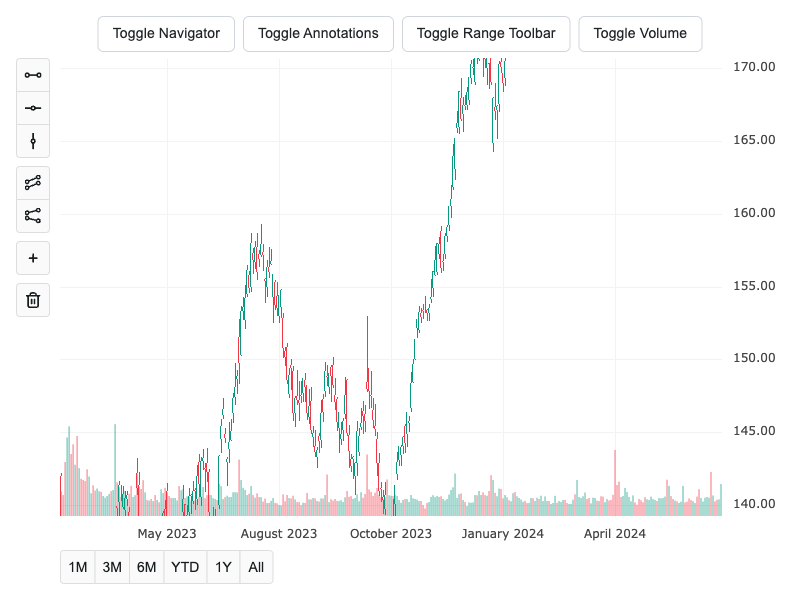 Toggle Navigator Toggle Annotations Toggle Range Toolbar Toggle Volume
170.00
165.00
160.00
155.00
150.00
145.00
140.00
May 2023 August 2023 October 2023 January 2024 April 2024
1M 3M 6M YTD 1Y All